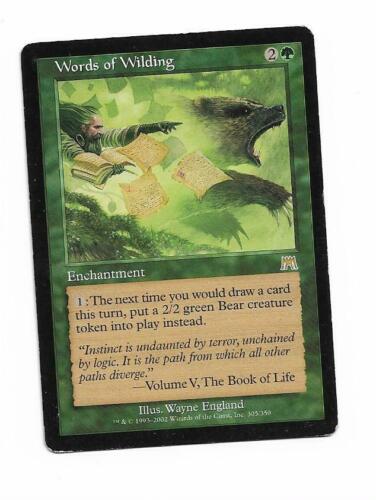 Words of Wilding 2
Enchantment
1:The next time you would draw a card
this turn, put a 2/2 green Bear creature
token into play instead.
"Instinct is undaunted by terror, unchained
by logic. It is the path from which all other
paths diverge."
—Volume V, The Book of Life
Illus. Wayne England
™ & © 1993-2002 Wizards of the Coast, Inc. 305/350